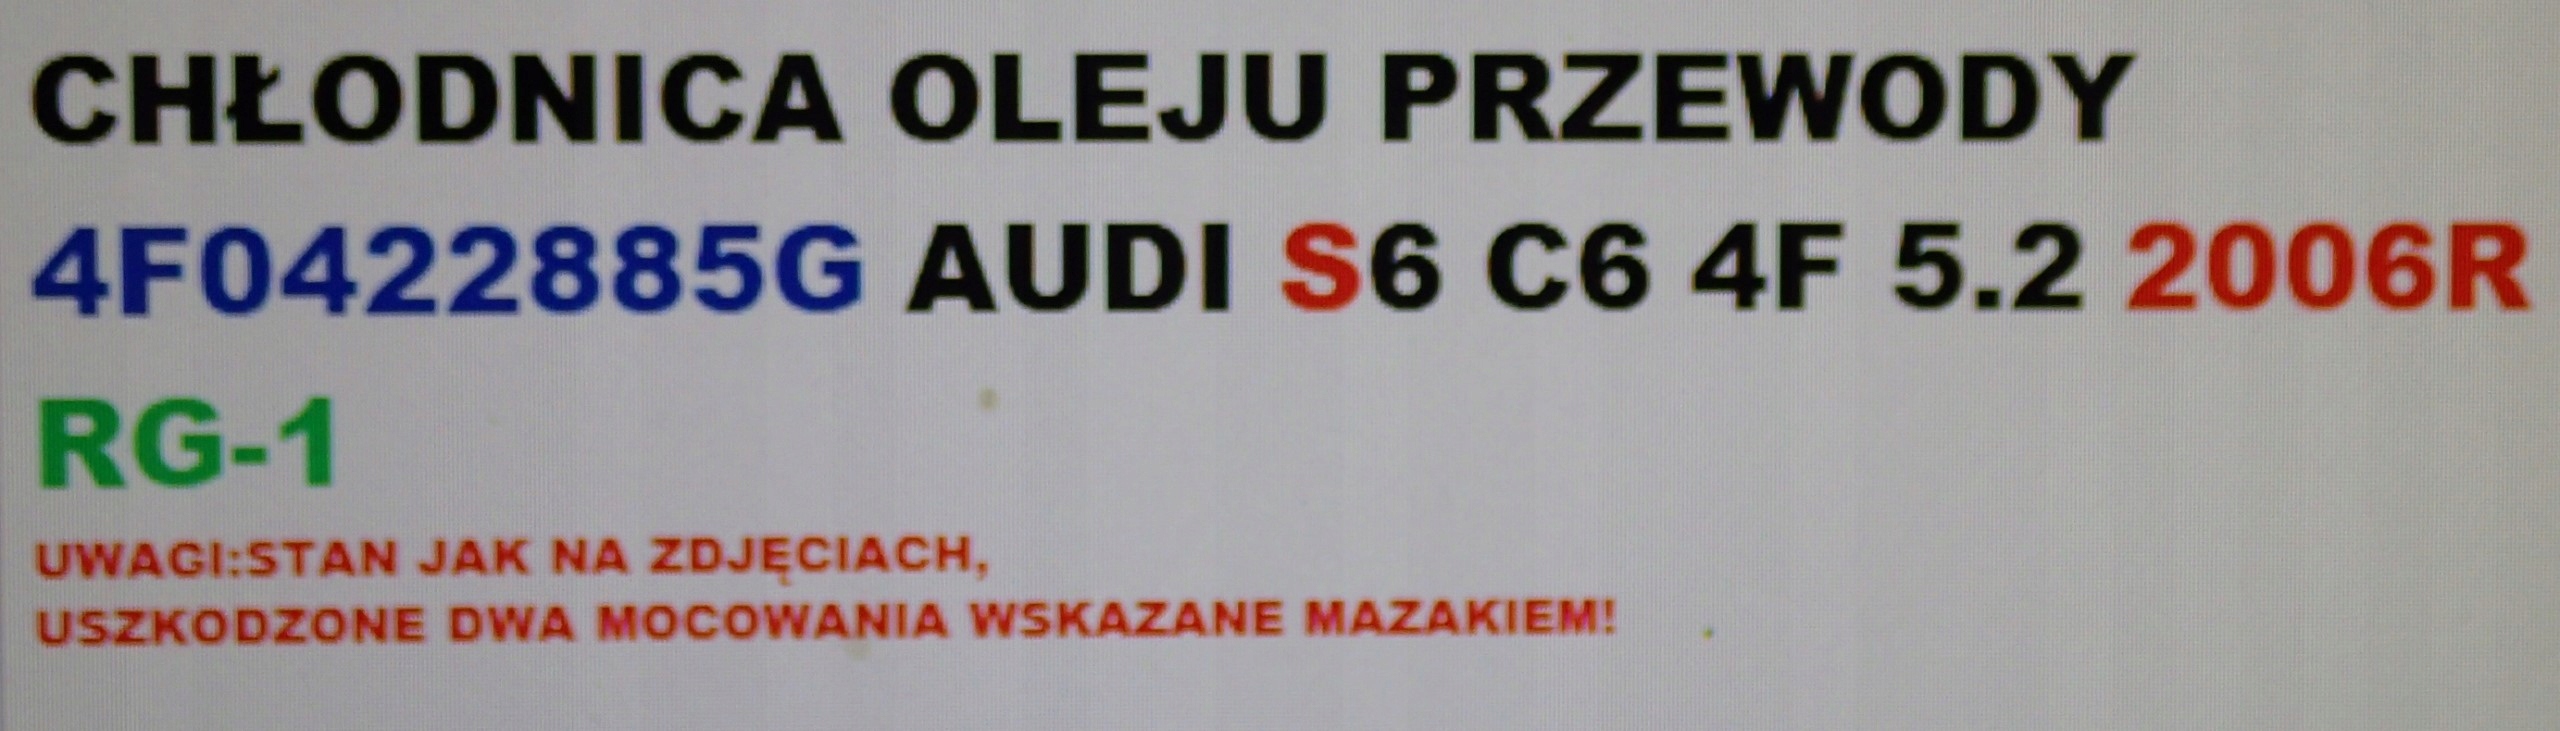 CHŁODNICA OLEJU PRZEWODY
4F0422885G AUDI S6 C6 4F 5.2 2006R
RG-1
UWAGI:STAN JAK NA ZDJĘCIACH,
USZKODZONE DWA MOCOWANIA WSKAZANE MAZAKIEM!